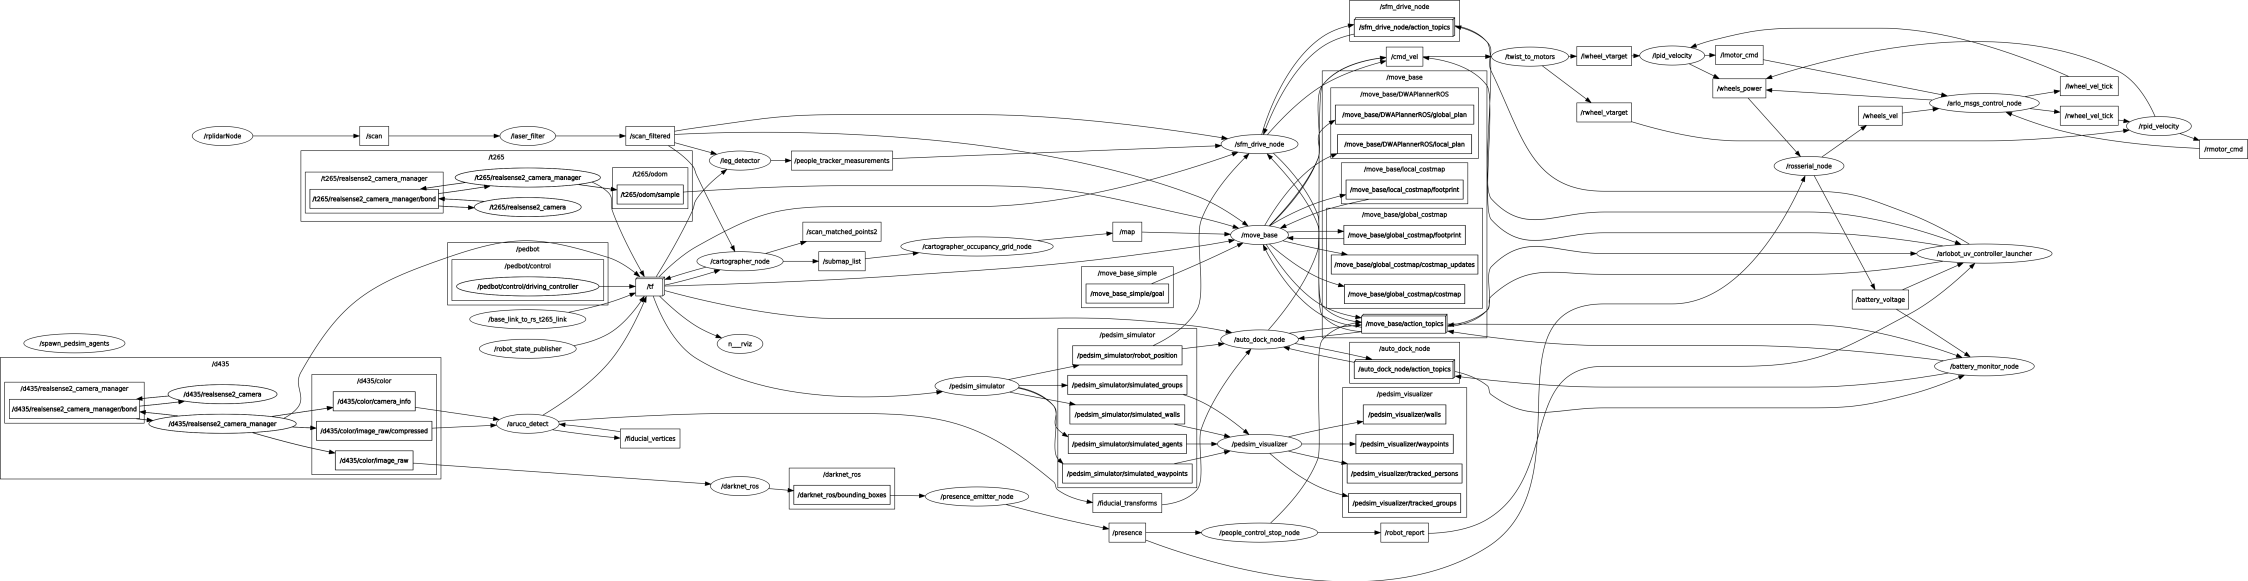 /sfm_drive_node
/sfm_drive_node/action_topics
/cmd_vel
/twist_to_motors
/lwheel_vtarget
/lpid_velocity
/lmotor_cmd
/move_base
/wheels_power
/lwheel_vel_tick
/move_base/DWAPlannerROS
/arlo_msgs_control_node
/move_base/DWAPlannerROS/global_plan
/rwheel_vtarget
/wheels_vel
/rwheel_vel_tick
/rpid_velocity
/rplidarNode
/scan
/laser_filter
/scan_filtered
/sfm_drive_node
/move_base/DWAPlannerROS/local_plan
/rmotor_cmd
/t265
/leg_detector
/people_tracker_measurements
/rosserial_node
/t265/realsense2_camera_manager
/t265/realsense2_camera_manager
/t265/odom
/move_base/local_costmap
/t265/realsense2_camera_manager/bond
/t265/odom/sample
/move_base/local_costmap/footprint
/t265/realsense2_camera
/move_base/global_costmap
/scan_matched_points2
/map
/move_base
/move_base/global_costmap/footprint
/pedbot
/cartographer_occupancy_grid_node
/arlobot_uv_controller_launcher
/pedbot/control
/cartographer_node
/submap_list
/move_base/global_costmap/costmap_updates
/pedbot/control/driving_controller
/tf
/move_base_simple
/move_base_simple/goal
/move_base/global_costmap/costmap
/battery_voltage
/base_link_to_rs_t265_link
/move_base/action_topics
/spawn_pedsim_agents
/robot_state_publisher
n__rviz
/pedsim_simulator
/auto_dock_node
/auto_dock_node
/pedsim_simulator/robot_position
/d435
/auto_dock_node/action_topics
/battery_monitor_node
/d435/realsense2_camera_manager
/d435/realsense2_camera
/d435/color
/pedsim_simulator
/pedsim_simulator/simulated_groups
/pedsim_visualizer
/d435/realsense2_camera_manager/bond
/d435/color/camera_info
/pedsim_simulator/simulated_walls
/pedsim_visualizer/walls
/d435/realsense2_camera_manager
/d435/color/image_raw/compressed
/aruco_detect
/fiducial_vertices
/pedsim_simulator/simulated_agents
/pedsim_visualizer
/pedsim_visualizer/waypoints
/d435/color/image_raw
/pedsim_simulator/simulated_waypoints
/pedsim_visualizer/tracked_persons
/darknet_ros
/darknet_ros
/darknet_ros/bounding_boxes
/presence_emitter_node
/fiducial_transforms
/pedsim_visualizer/tracked_groups
/presence
/people_control_stop_node
/robot_report